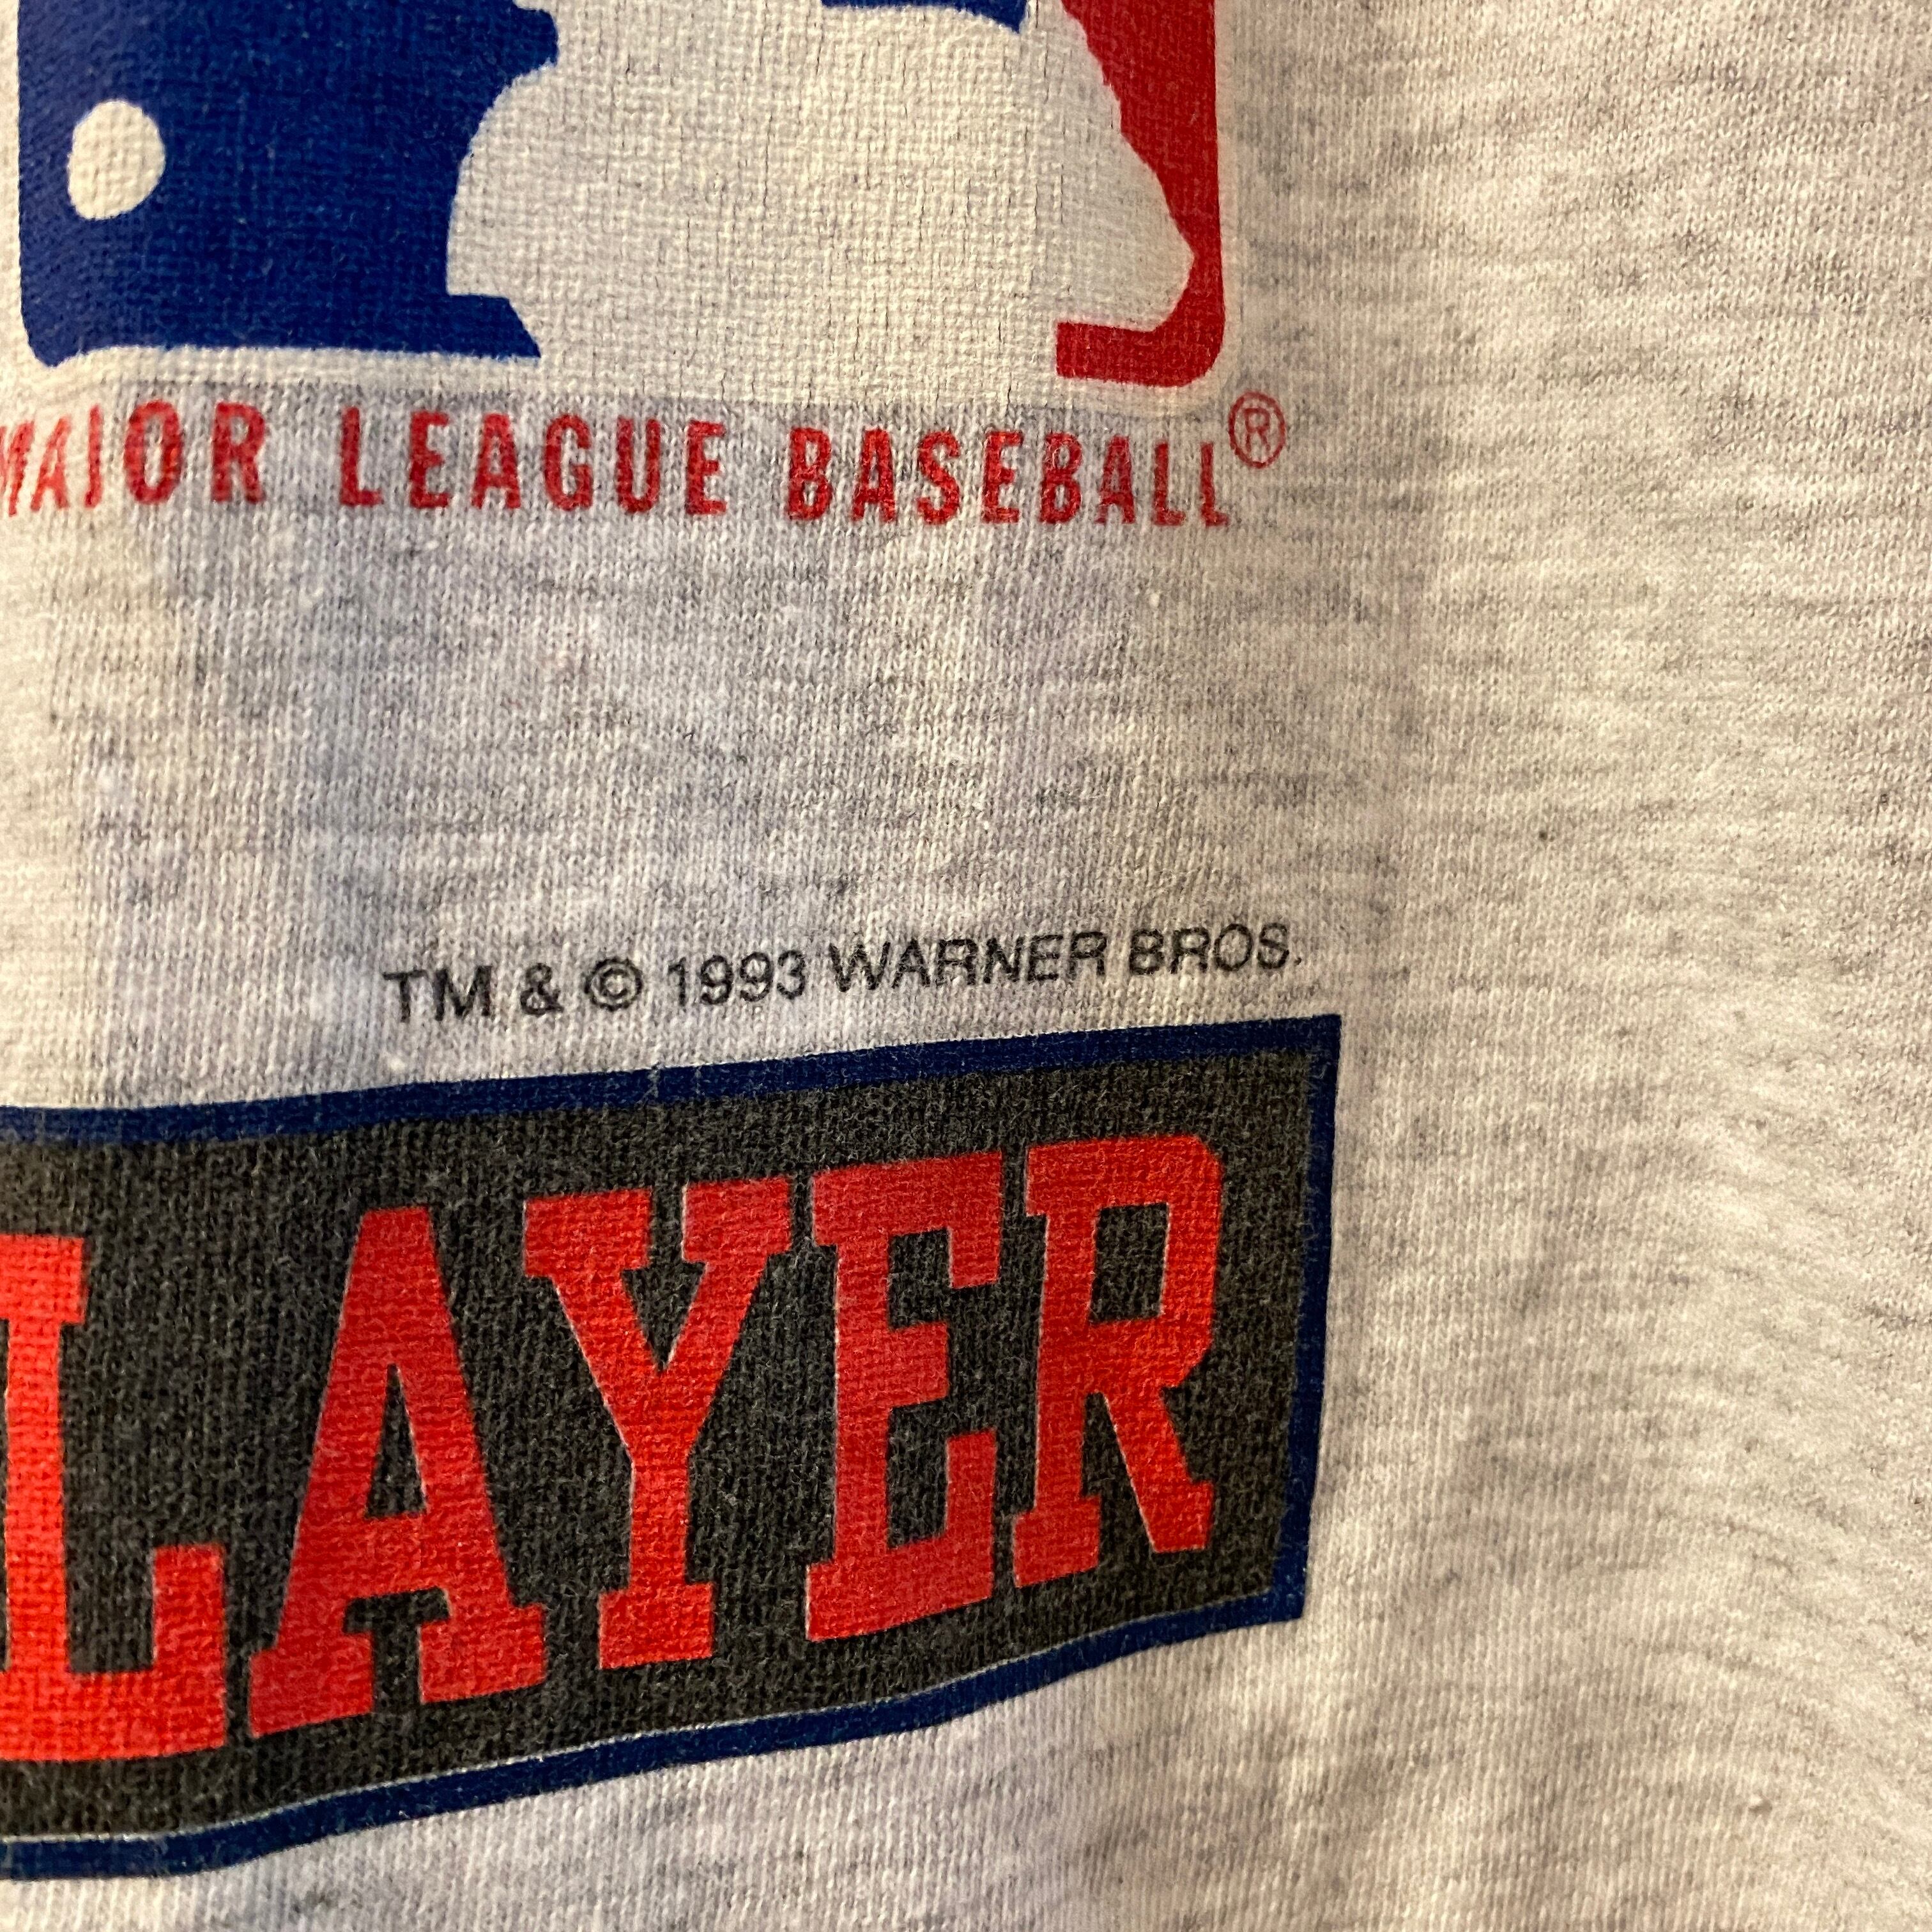 MAJOR LEAGUE BASEBALL®
TM & © 1993 WARNER BROS.
LAYER